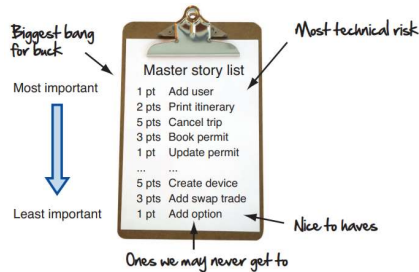 Biggest bang
for buck
Most technical risk
Master story list
Most important
1 pt Add user
2 pts Print itinerary
5 pts Cancel trip
3 pts Book permit
1 pt Update permit
... ...
5 pts Create device
3 pts Add swap trade
1 pt Add option
Least important
Nice to haves
Ones we may never get to